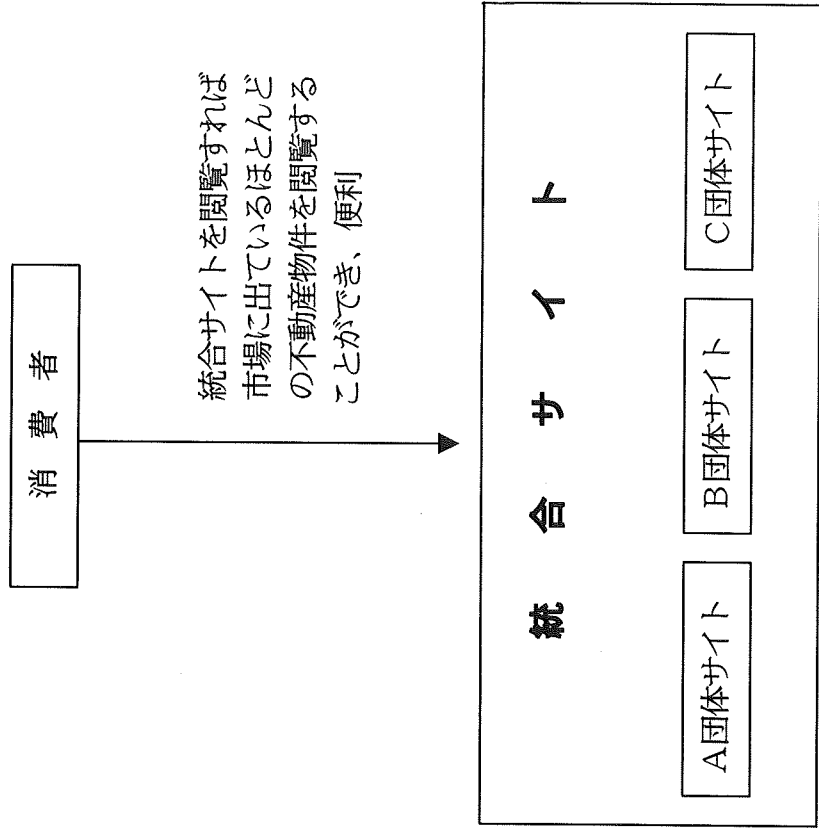 消費者
統合サイトを閲覧すれば
市場に出ているほとんど
の不動産物件を閲覧する
ことができ、便利
統合サイト
A団体サイト
B団体サイト
C団体サイト